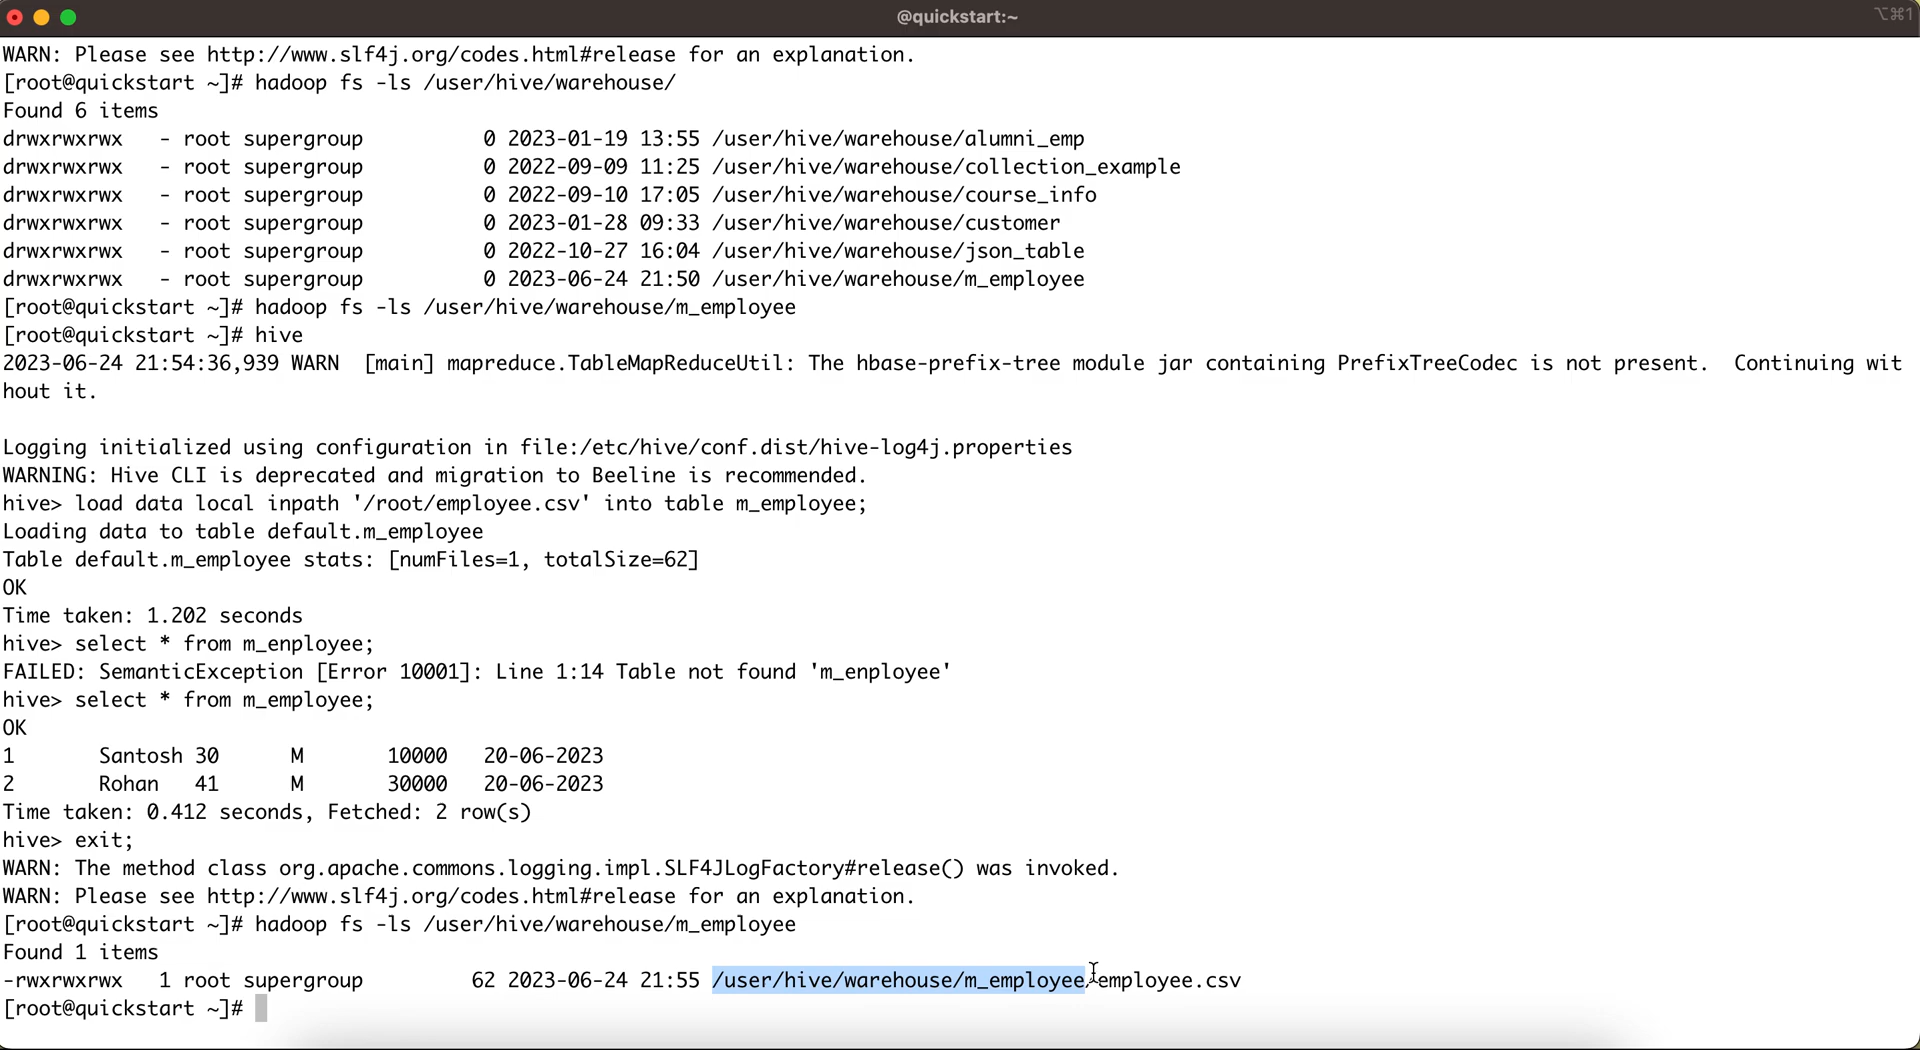 @quickstart:~
⌥⌘1
WARN: Please see http://www.slf4j.org/codes.html#release for an explanation.
[root@quickstart ~]# hadoop fs -ls /user/hive/warehouse/
Found 6 items
drwxrwxrwx   - root supergroup          0 2023-01-19 13:55 /user/hive/warehouse/alumni_emp
drwxrwxrwx   - root supergroup          0 2022-09-09 11:25 /user/hive/warehouse/collection_example
drwxrwxrwx   - root supergroup          0 2022-09-10 17:05 /user/hive/warehouse/course_info
drwxrwxrwx   - root supergroup          0 2023-01-28 09:33 /user/hive/warehouse/customer
drwxrwxrwx   - root supergroup          0 2022-10-27 16:04 /user/hive/warehouse/json_table
drwxrwxrwx   - root supergroup          0 2023-06-24 21:50 /user/hive/warehouse/m_employee
[root@quickstart ~]# hadoop fs -ls /user/hive/warehouse/m_employee
[root@quickstart ~]# hive
2023-06-24 21:54:36,939 WARN  [main] mapreduce.TableMapReduceUtil: The hbase-prefix-tree module jar containing PrefixTreeCodec is not present.  Continuing wit
hout it.
Logging initialized using configuration in file:/etc/hive/conf.dist/hive-log4j.properties
WARNING: Hive CLI is deprecated and migration to Beeline is recommended.
hive> load data local inpath '/root/employee.csv' into table m_employee;
Loading data to table default.m_employee
Table default.m_employee stats: [numFiles=1, totalSize=62]
OK
Time taken: 1.202 seconds
hive> select * from m_enployee;
FAILED: SemanticException [Error 10001]: Line 1:14 Table not found 'm_enployee'
hive> select * from m_employee;
OK
1       Santosh 30      M       10000   20-06-2023
2       Rohan   41      M       30000   20-06-2023
Time taken: 0.412 seconds, Fetched: 2 row(s)
hive> exit;
WARN: The method class org.apache.commons.logging.impl.SLF4JLogFactory#release() was invoked.
WARN: Please see http://www.slf4j.org/codes.html#release for an explanation.
[root@quickstart ~]# hadoop fs -ls /user/hive/warehouse/m_employee
Found 1 items
-rwxrwxrwx   1 root supergroup         62 2023-06-24 21:55 /user/hive/warehouse/m_employee/employee.csv
[root@quickstart ~]#